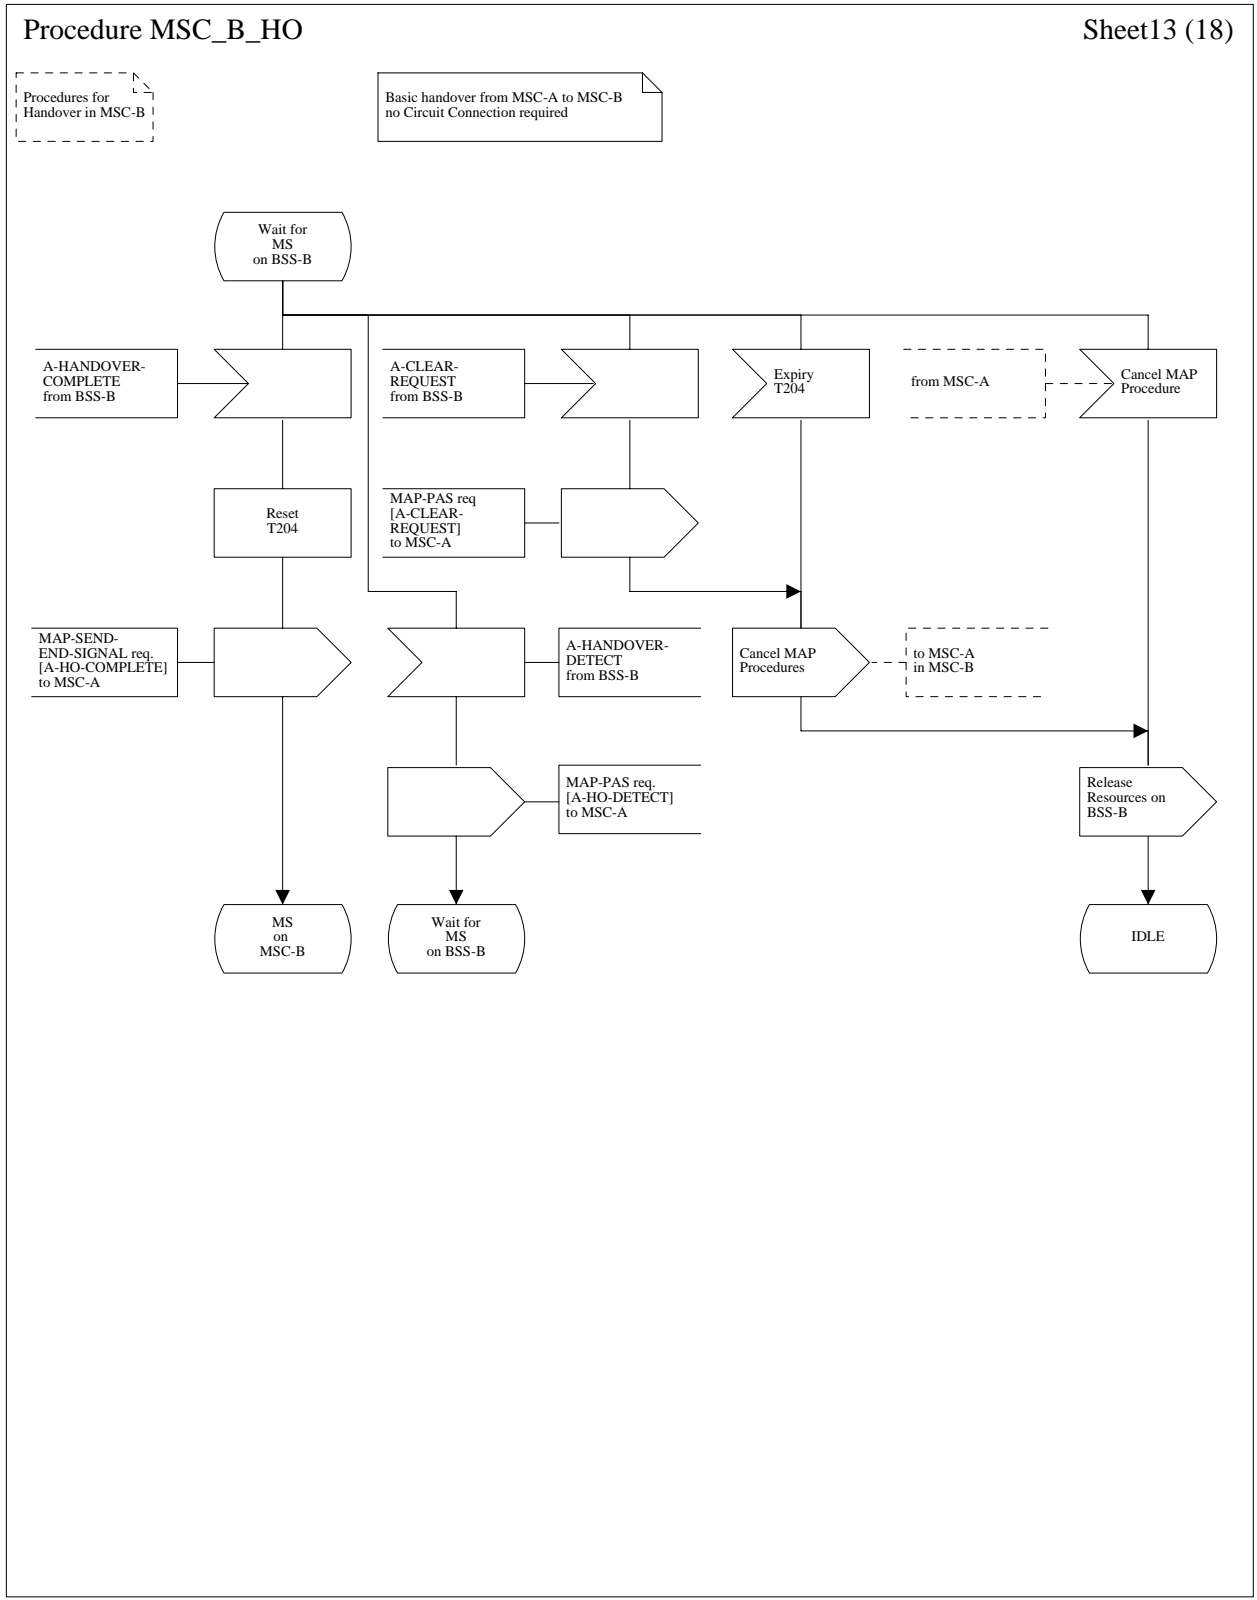 Procedure MSC_B_HO
Sheet13 (18)
Procedures for
Handover in MSC-B
Basic handover from MSC-A to MSC-B
no Circuit Connection required
Wait for
MS
on BSS-B
A-HANDOVER-
COMPLETE
from BSS-B
A-CLEAR-
REQUEST
from BSS-B
Expiry
T204
from MSC-A
Cancel MAP
Procedure
Reset
T204
MAP-PAS req
[A-CLEAR-
REQUEST]
to MSC-A
MAP-SEND-
END-SIGNAL req.
[A-HO-COMPLETE]
to MSC-A
A-HANDOVER-
DETECT
from BSS-B
Cancel MAP
Procedures
to MSC-A
in MSC-B
MAP-PAS req.
[A-HO-DETECT]
to MSC-A
Release
Resources on
BSS-B
MS
on
MSC-B
Wait for
MS
on BSS-B
IDLE